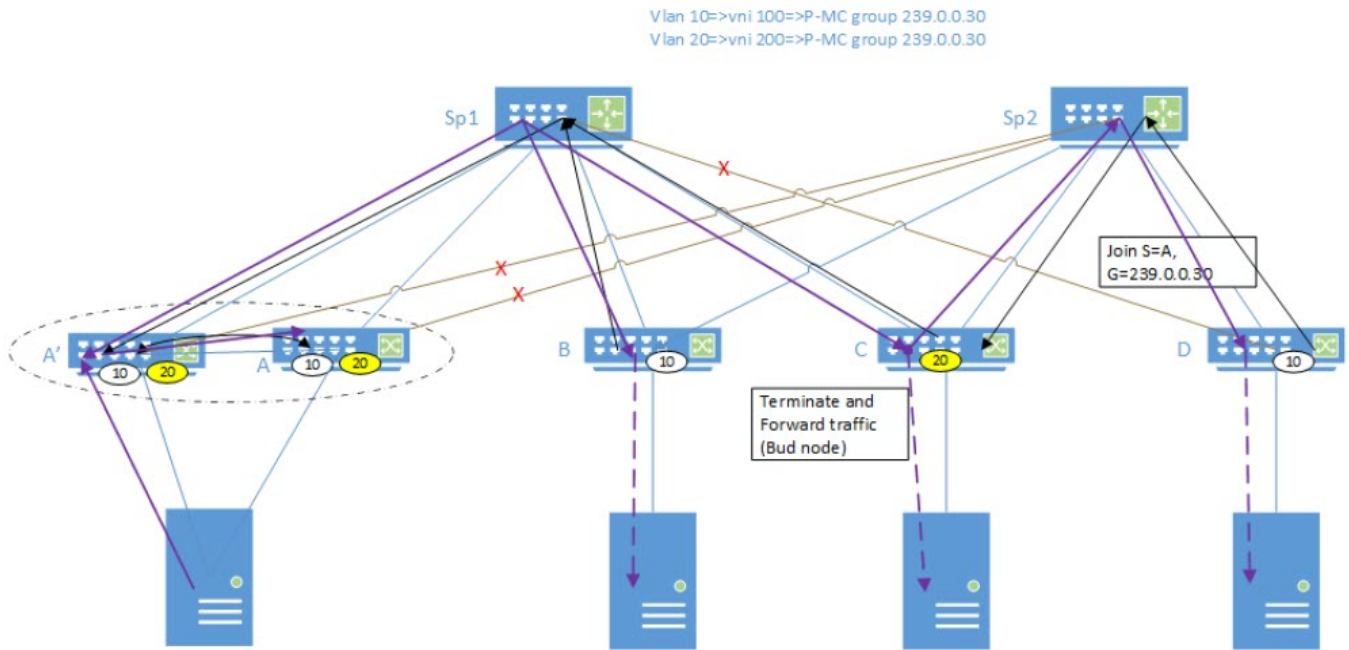 Vlan 10=>vni 100=>P-MC group 239.0.0.30
Vlan 20=>vni 200=>P-MC group 239.0.0.30
Sp1
Sp2
X
X
X
Join S=A,
G=239.0.0.30
A'
10
20
A
10
20
B
10
C
20
D
10
Terminate and
Forward traffic
(Bud node)